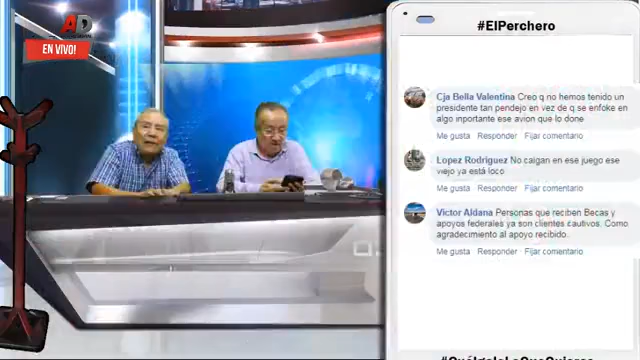 AD
EN VIVO!
#ElPerchero
Cja Bella Valentina Creo q no hemos tenido un
presidente tan pendejo en vez de q se enfoke en
algo inportante ese avion que lo done
Me gusta Responder Fijar comentario
Lopez Rodriguez No caigan en ese juego ese
viejo ya está loco
Me gusta Responder Fijar comentario
Victor Aldana Personas que reciben Becas y
apoyos federales ya son clientes cautivos. Como
agradecimiento al apoyo recibido.
Me gusta Responder Fijar comentario